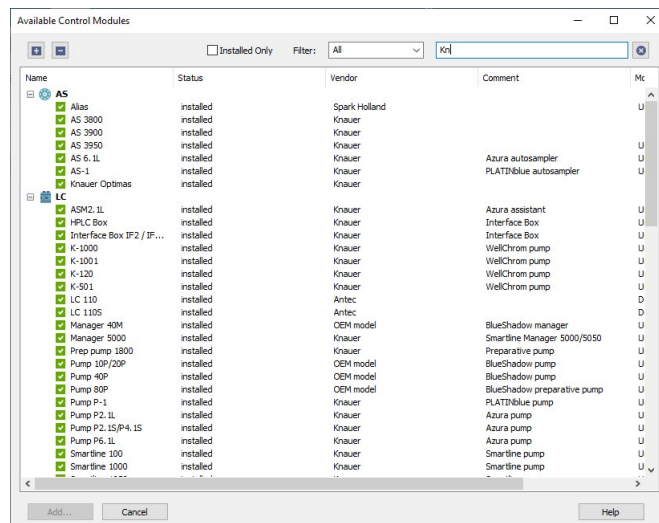 Available Control Modules
Installed Only Filter: All Kn
Name Status Vendor Comment
AS
Alias installed Spark Holland U
AS 3800 installed Knauer
AS 3900 installed Knauer
AS 3950 installed Knauer U
AS 6.1L installed Knauer Azura autosampler U
AS-1 installed Knauer PLATINblue autosampler U
Knauer Optimas installed Knauer
LC
ASM2.1L installed Knauer Azura assistant U
HPLC Box installed Knauer Interface Box U
Interface Box IF2 / IF... installed Knauer Interface Box U
K-1000 installed Knauer WellChrom pump U
K-1001 installed Knauer WellChrom pump U
K-120 installed Knauer WellChrom pump U
K-501 installed Knauer WellChrom pump U
LC 110 installed Antec D
LC 110S installed Antec D
Manager 40M installed OEM model BlueShadow manager U
Manager 5000 installed Knauer Smartline Manager 5000/5050 U
Prep pump 1800 installed Knauer Preparative pump U
Pump 10P/20P installed OEM model BlueShadow pump U
Pump 40P installed OEM model BlueShadow pump U
Pump 80P installed OEM model BlueShadow preparative pump U
Pump P-1 installed Knauer PLATINblue pump U
Pump P2.1L installed Knauer Azura pump U
Pump P2.1S/P4.1S installed Knauer Azura pump U
Pump P6.1L installed Knauer Azura pump U
Smartline 100 installed Knauer Smartline pump U
Smartline 1000 installed Knauer Smartline pump U
Add... Cancel Help